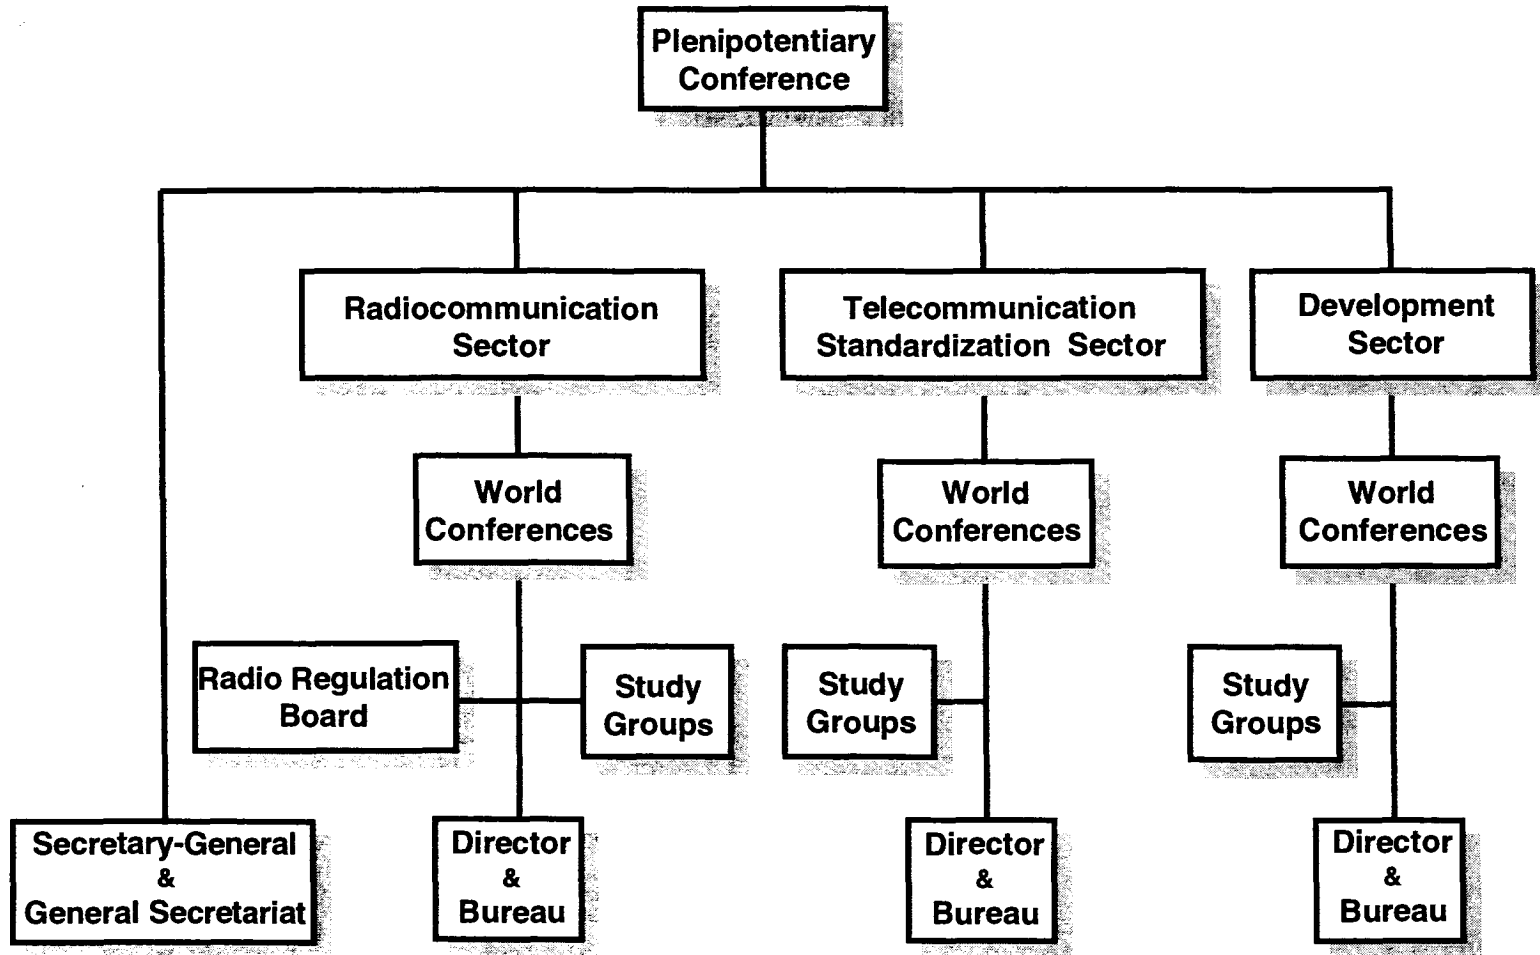 Plenipotentiary
Conference
Radiocommunication
Sector
Telecommunication
Standardization Sector
Development
Sector
World
Conferences
World
Conferences
World
Conferences
Radio Regulation
Board
Study
Groups
Study
Groups
Study
Groups
Secretary-General
&
General Secretariat
Director
&
Bureau
Director
&
Bureau
Director
&
Bureau